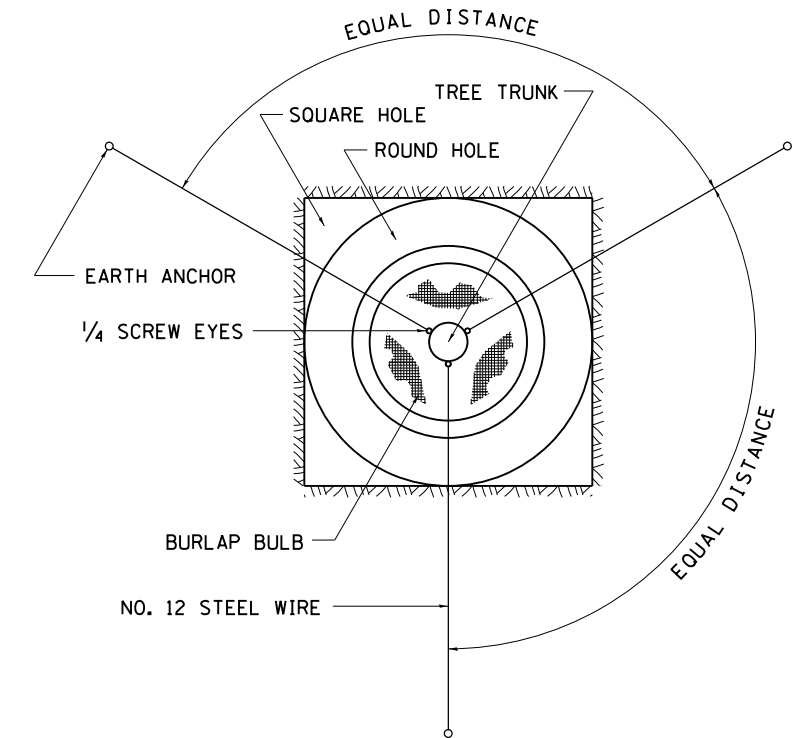 EQUAL DISTANCE
TREE TRUNK
SQUARE HOLE
ROUND HOLE
EARTH ANCHOR
1/4 SCREW EYES
EQUAL DISTANCE
BURLAP BULB
NO. 12 STEEL WIRE